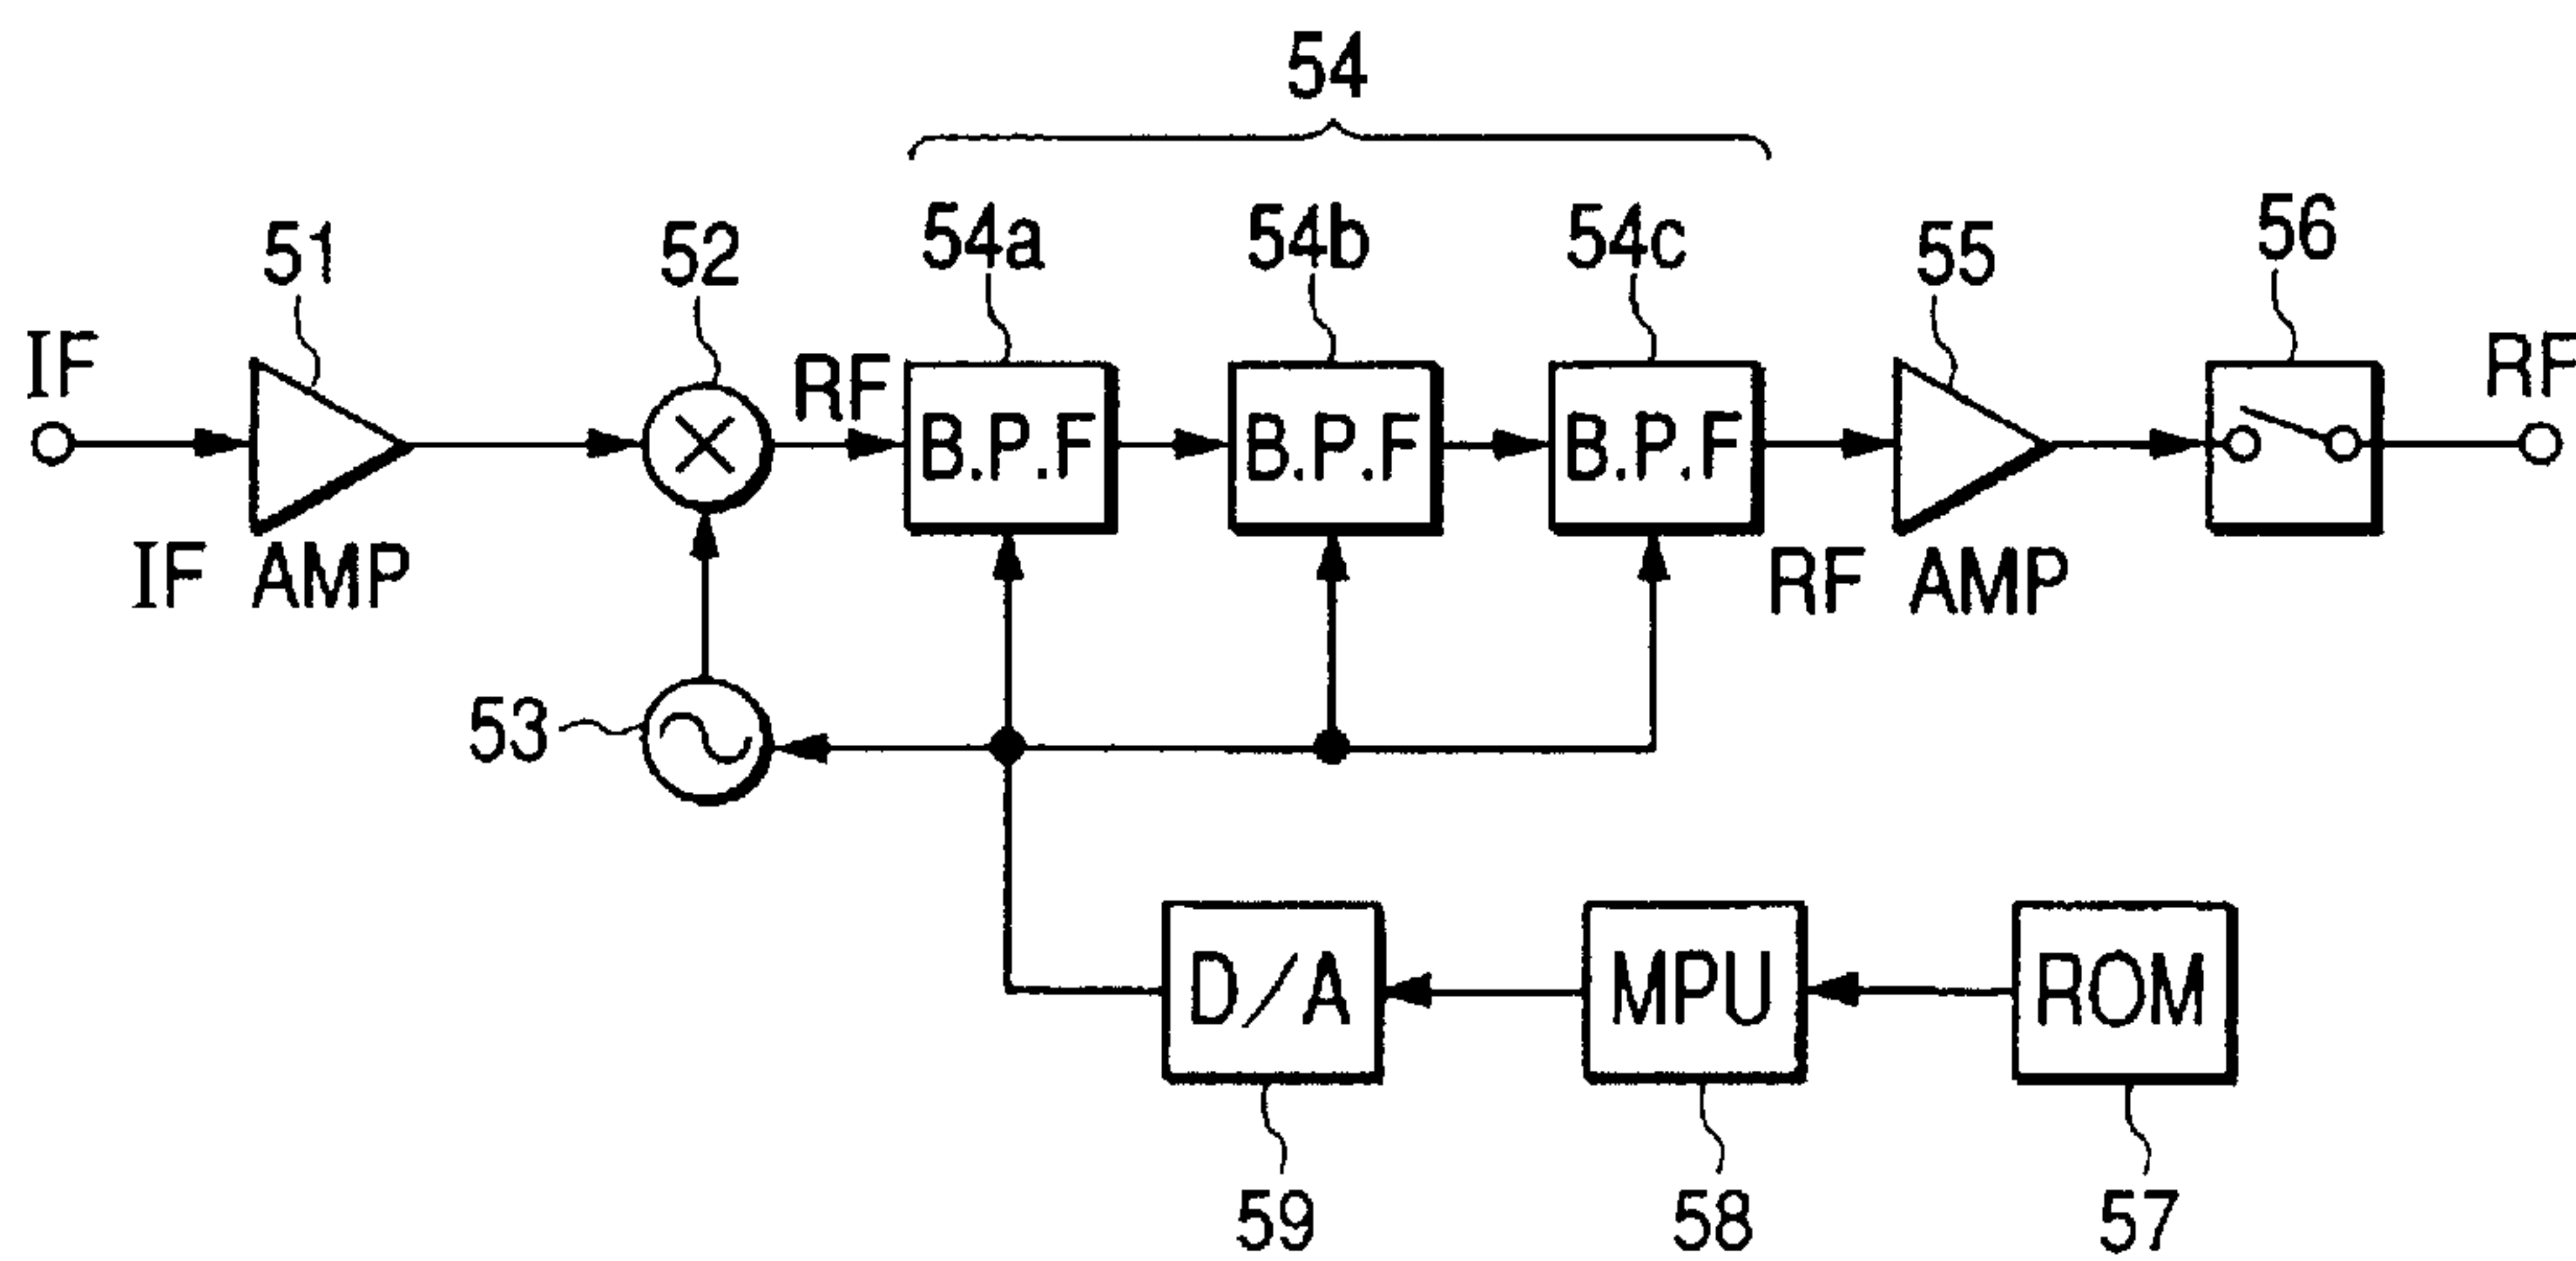 54
51
52
54a
54b
54c
55
56
IF
RF
RF
B.P.F
B.P.F
B.P.F
IF AMP
RF AMP
53
D/A
MPU
ROM
59
58
57